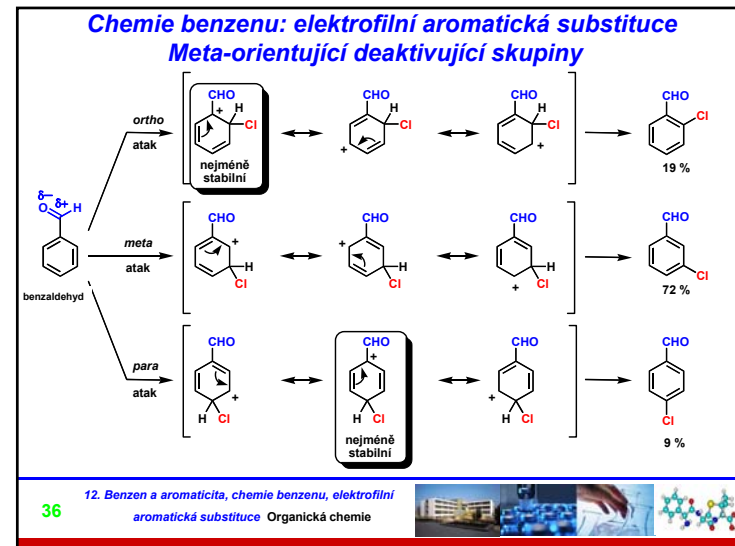 Chemie benzenu: elektrofilní aromatická substituce
Meta-orientující deaktivující skupiny
ortho
atak
CHO
+
H
Cl
nejméně
stabilní
CHO
H
Cl
+
CHO
H
Cl
+
CHO
Cl
19 %
δ–
δ+
O
H
benzaldehyd
meta
atak
CHO
+
H
Cl
CHO
+
H
Cl
CHO
H
Cl
+
CHO
Cl
72 %
para
atak
CHO
+
H
Cl
CHO
+
H
Cl
nejméně
stabilní
CHO
+
H
Cl
CHO
Cl
9 %
36
12. Benzen a aromaticita, chemie benzenu, elektrofilní
aromatická substituce Organická chemie